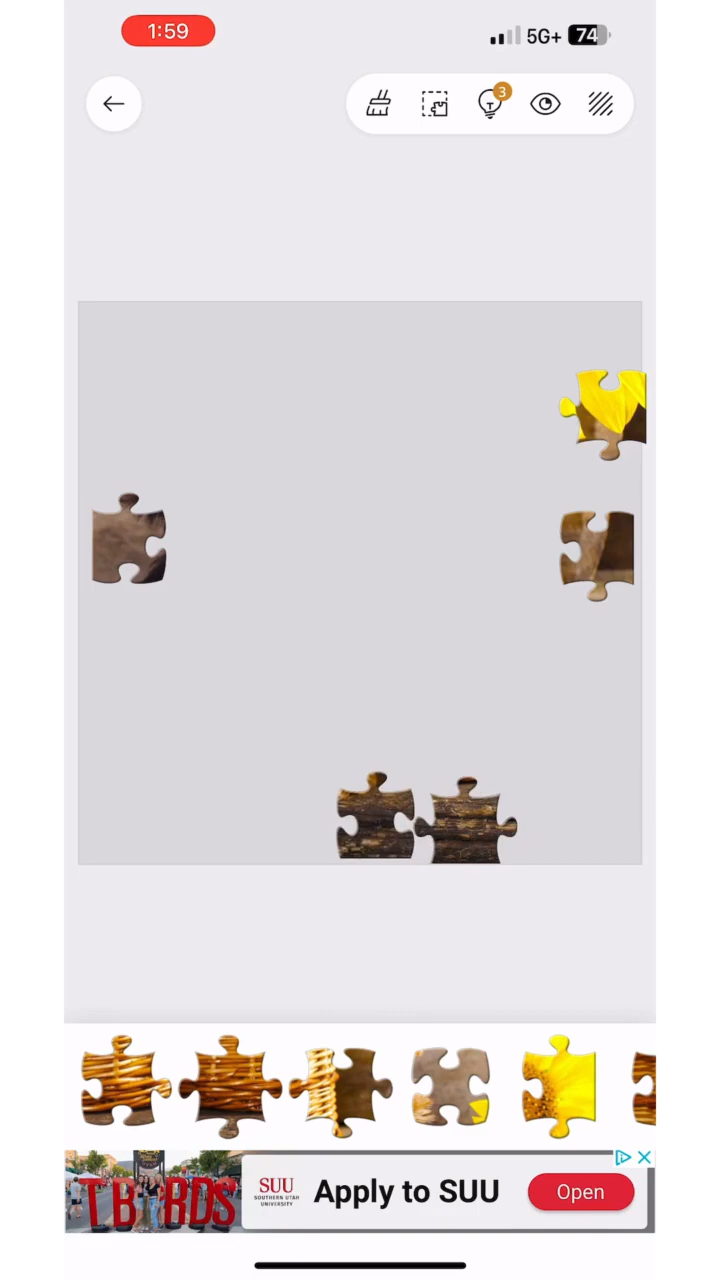 1:59
5G+ 74
3
TBIRDS
SUU
SOUTHERN UTAH
UNIVERSITY
Apply to SUU
Open